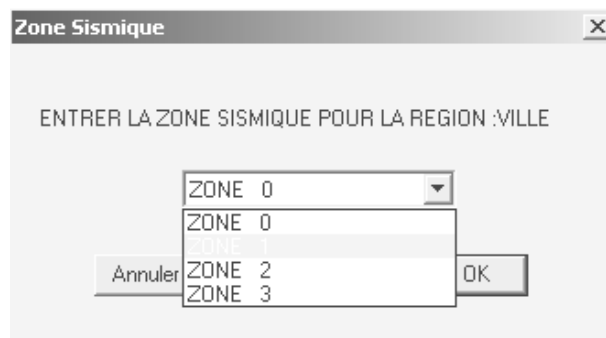 Zone Sismique
ENTRER LA ZONE SISMIQUE POUR LA REGION :VILLE
ZONE 0
ZONE 0
ZONE 1
ZONE 2
ZONE 3
Annuler
OK